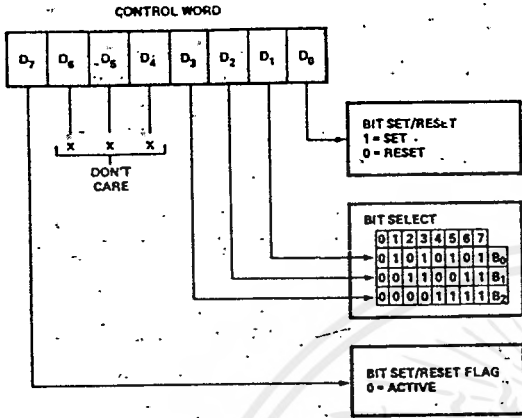 CONTROL WORD
D7 D6 D5 D4 D3 D2 D1 D0
X X X
DON'T
CARE
BIT SET/RESET
1 = SET
0 = RESET
BIT SELECT
0 1 2 3 4 5 6 7
0 1 0 1 0 1 0 1 B0
0 0 1 1 0 0 1 1 B1
0 0 0 0 1 1 1 1 B2
BIT SET/RESET FLAG
0 = ACTIVE